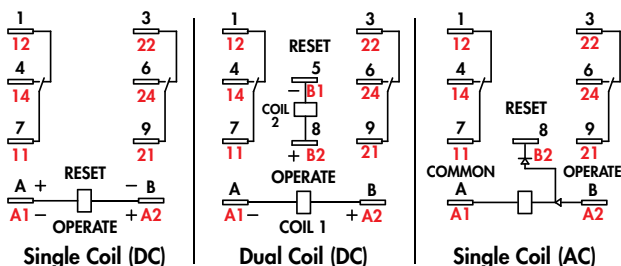 1 3
12 22
4 6
14 24
7 9
11 21
RESET
A + − B
A1 − + A2
OPERATE
Single Coil (DC)
1 3
12 22
RESET
4 5 6
14 − B1 24
COIL
2
7 8 9
11 + B2 21
OPERATE
A B
A1 − COIL 1 + A2
Dual Coil (DC)
1 3
12 22
4 6
14 24
RESET
7 8 9
11 B2 21
COMMON OPERATE
A B
A1 A2
Single Coil (AC)